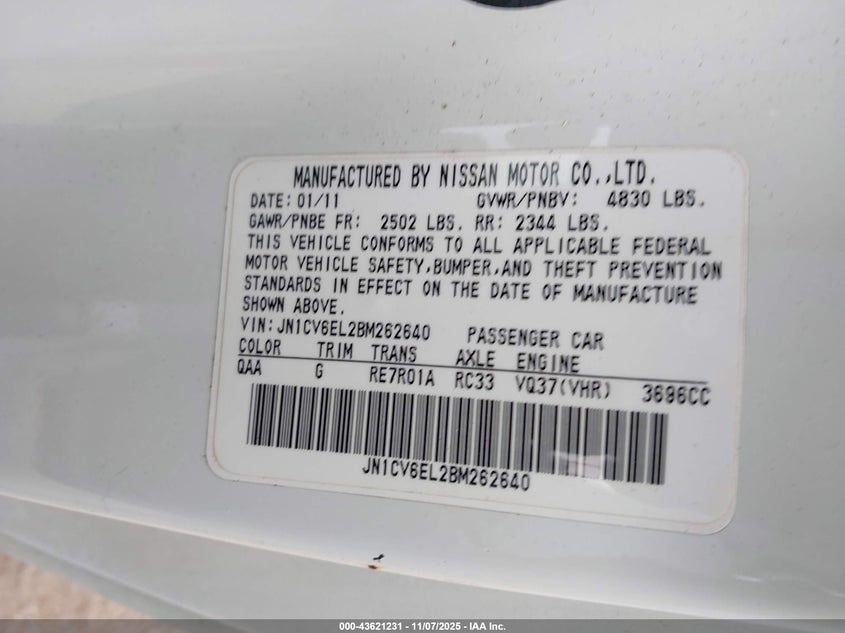 MANUFACTURED BY NISSAN MOTOR CO.,LTD.
DATE: 01/11 GVWR/PNBV: 4830 LBS.
GAWR/PNBE FR: 2502 LBS. RR: 2344 LBS.
THIS VEHICLE CONFORMS TO ALL APPLICABLE FEDERAL
MOTOR VEHICLE SAFETY,BUMPER,AND THEFT PREVENTION
STANDARDS IN EFFECT ON THE DATE OF MANUFACTURE
SHOWN ABOVE.
VIN:JN1CV6EL2BM262640 PASSENGER CAR
COLOR TRIM TRANS AXLE ENGINE
QAA G RE7R01A RC33 VQ37(VHR) 3696CC
JN1CV6EL2BM262640
000-43621231 - 11/07/2025 - IAA Inc.